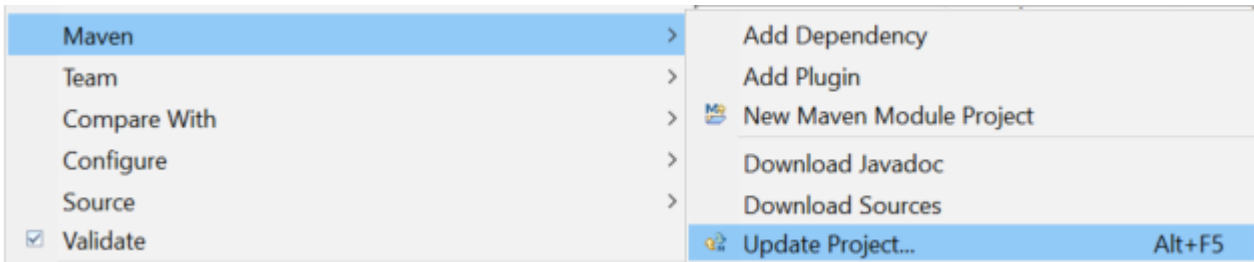 Maven
Team
Compare With
Configure
Source
Validate
Add Dependency
Add Plugin
New Maven Module Project
Download Javadoc
Download Sources
Update Project... Alt+F5